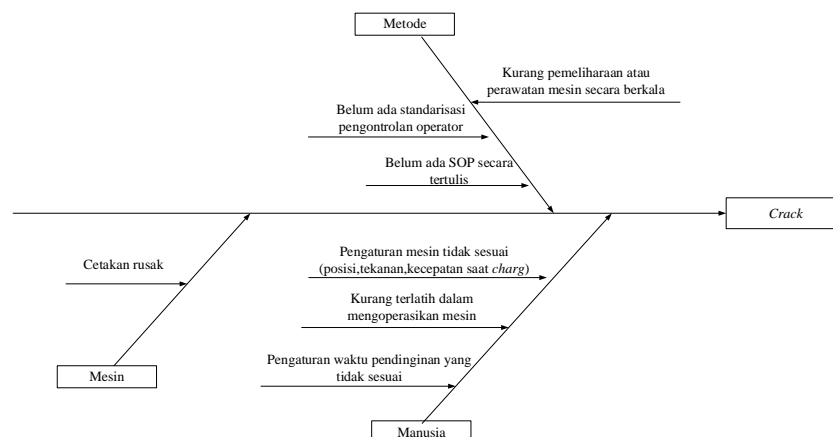 Metode
Kurang pemeliharaan atau
perawatan mesin secara berkala
Belum ada standarisasi
pengontrolan operator
Belum ada SOP secara
tertulis
Crack
Cetakan rusak
Pengaturan mesin tidak sesuai
(posisi,tekanan,kecepatan saat charg)
Kurang terlatih dalam
mengoperasikan mesin
Pengaturan waktu pendinginan yang
tidak sesuai
Mesin
Manusia